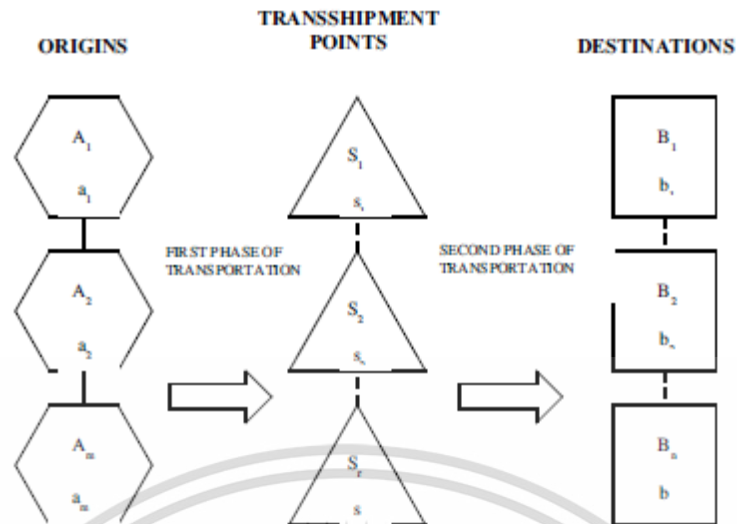 TRANSSHIPMENT
POINTS
ORIGINS
DESTINATIONS
A₁
a₁
S₁
B₁
FIRST PHASE OF
TRANSPORTATION
SECOND PHASE OF
TRANSPORTATION
A₂
a₂
S₂
B₂
Aₘ
aₘ
Sᵣ
s
Bₙ
b